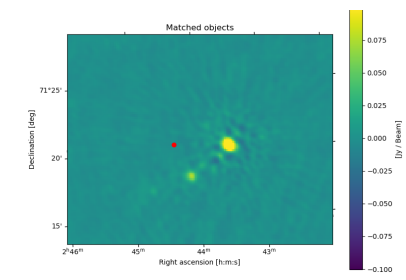 Matched objects
Declination [deg]
71°25'
20'
15'
2ʰ46ᵐ
45ᵐ
44ᵐ
43ᵐ
Right ascension [h:m:s]
0.075
0.050
0.025
0.000
−0.025
−0.050
−0.075
−0.100
[Jy / Beam]